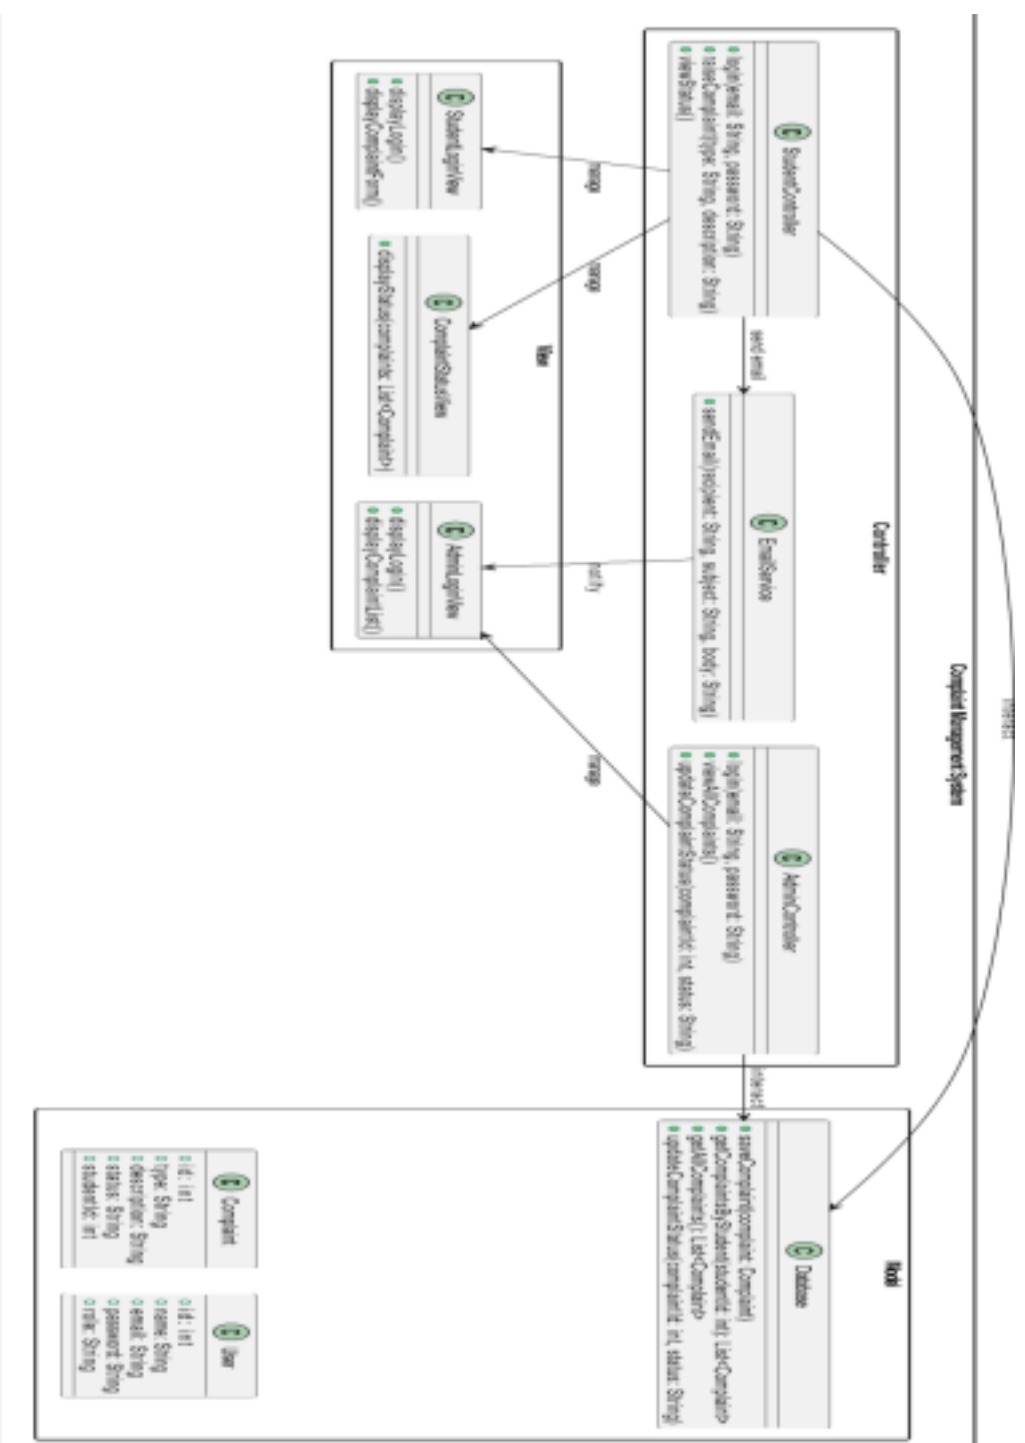 Complaint Management System
Controller
C StudentController
login(email: String, password: String)
raiseComplaint(type: String, description: String)
viewStatus()
C EmailService
sendEmail(recipient: String, subject: String, body: String)
C AdminController
login(email: String, password: String)
viewAllComplaints()
updateComplaintStatus(complaintId: int, status: String)
send email
interact
interact
manage
manage
notify
manage
View
C StudentLoginView
displayLogin()
displayComplaintForm()
C ComplaintStatusView
displayStatus(complaints: List<Complaint>)
C AdminLoginView
displayLogin()
displayComplaintList()
Model
C Database
saveComplaint(complaint: Complaint)
getComplaintsByStudent(studentId: int): List<Complaint>
getAllComplaints(): List<Complaint>
updateComplaintStatus(complaintId: int, status: String)
C Complaint
id: int
type: String
description: String
status: String
studentId: int
C User
id: int
name: String
email: String
password: String
role: String